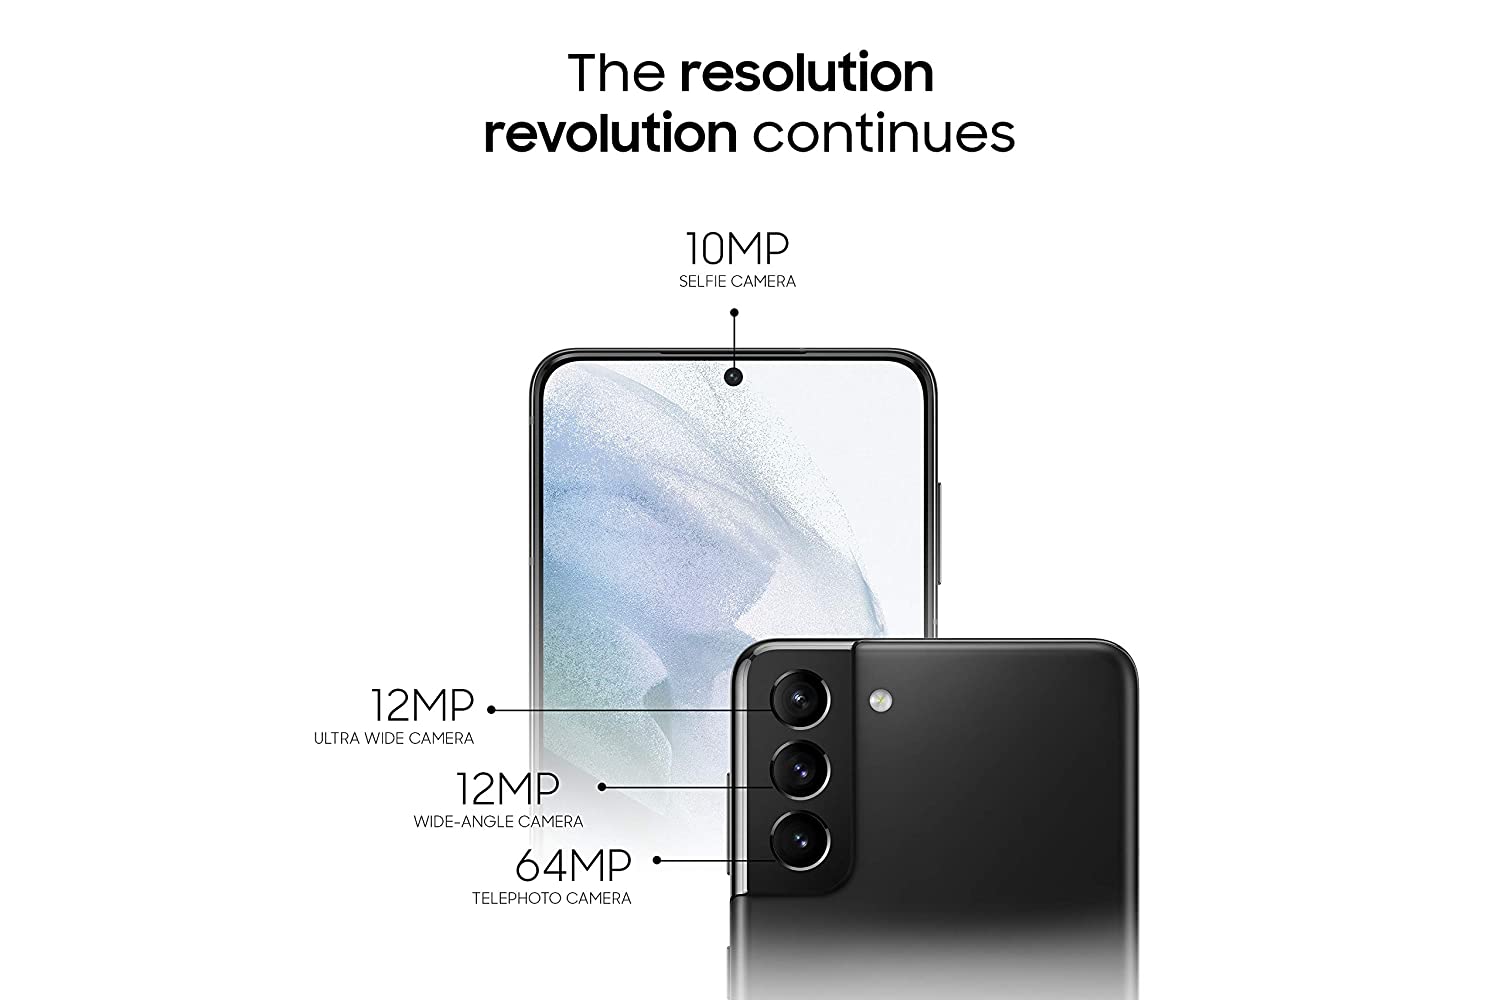 The resolution
revolution continues
10MP
SELFIE CAMERA
12MP
ULTRA WIDE CAMERA
12MP
WIDE-ANGLE CAMERA
64MP
TELEPHOTO CAMERA